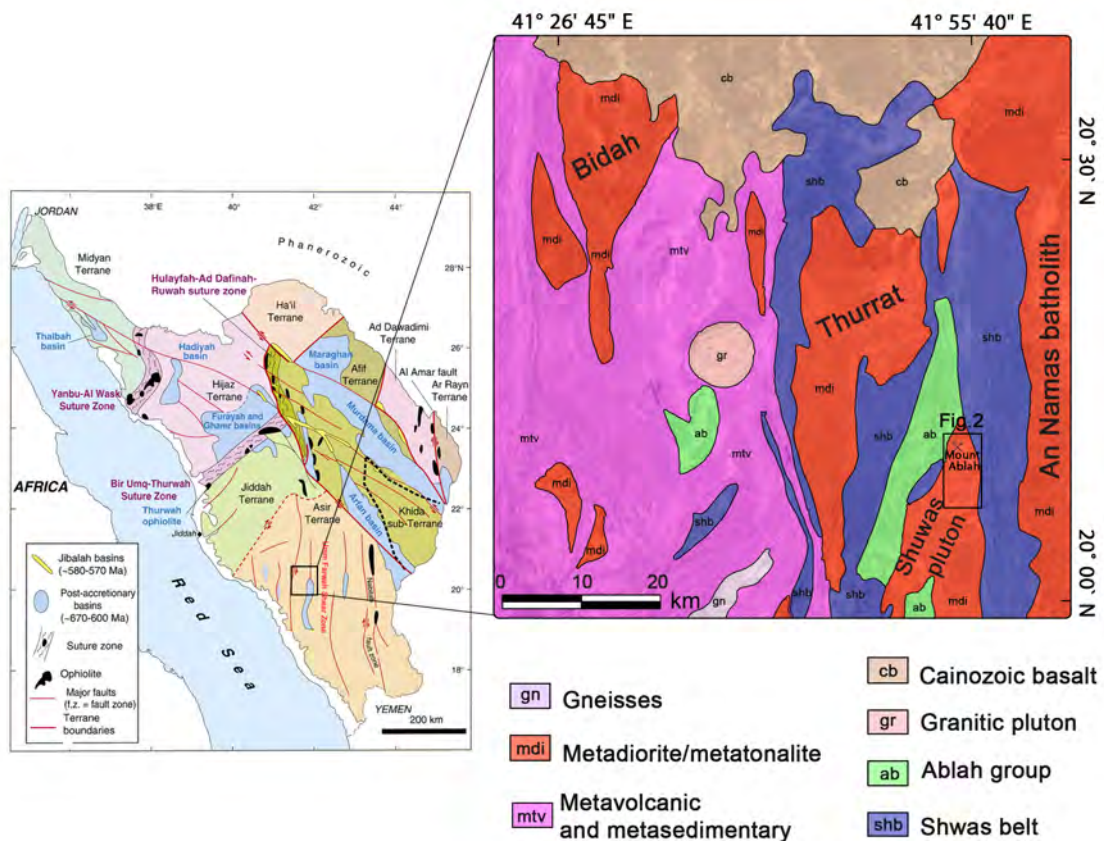 41° 26' 45" E
41° 55' 40" E
20° 30' N
20° 00' N
cb
mdi
mdi
Bidah
shb
cb
mdi
mdi
mdi
mdi
mtv
Thurrat
An Namas batholith
gr
mdi
shb
shb
ab
ab
Fig.2
Mount
Ablah
mtv
mtv
mdi
shb
Shuwas
pluton
mdi
mdi
gn
shb
shb
ab
mdi
0 10 20
km
38°E
40°
42°
44°
JORDAN
Phanerozoic
Midyan
Terrane
28°N
26°
24°
22°
20°
18°
Hulayfah-Ad Dafinah-
Ruwah suture zone
Ha'il
Terrane
Ad Dawadimi
Terrane
Thalbah
basin
Hadiyah
basin
Maraghan
basin
Afif
Terrane
Al Amar fault
Ar Rayn
Terrane
Hijaz
Terrane
Yanbu-Al Wask
Suture Zone
Furayah and
Ghamr basins
Murdama basin
AFRICA
Bir Umq-Thurwah
Suture Zone
Thurwah
ophiolite
Jiddah
Terrane
Jiddah
Asir
Terrane
Arfan basin
Khida
sub-Terrane
fault zone
Red Sea
YEMEN
200 km
Jibalah basins
(~580-570 Ma)
Post-accretionary
basins
(~670-600 Ma)
Suture zone
Ophiolite
Major faults
(f.z. = fault zone)
Terrane
boundaries
gn Gneisses
mdi Metadiorite/metatonalite
mtv Metavolcanic
and metasedimentary
cb Cainozoic basalt
gr Granitic pluton
ab Ablah group
shb Shwas belt